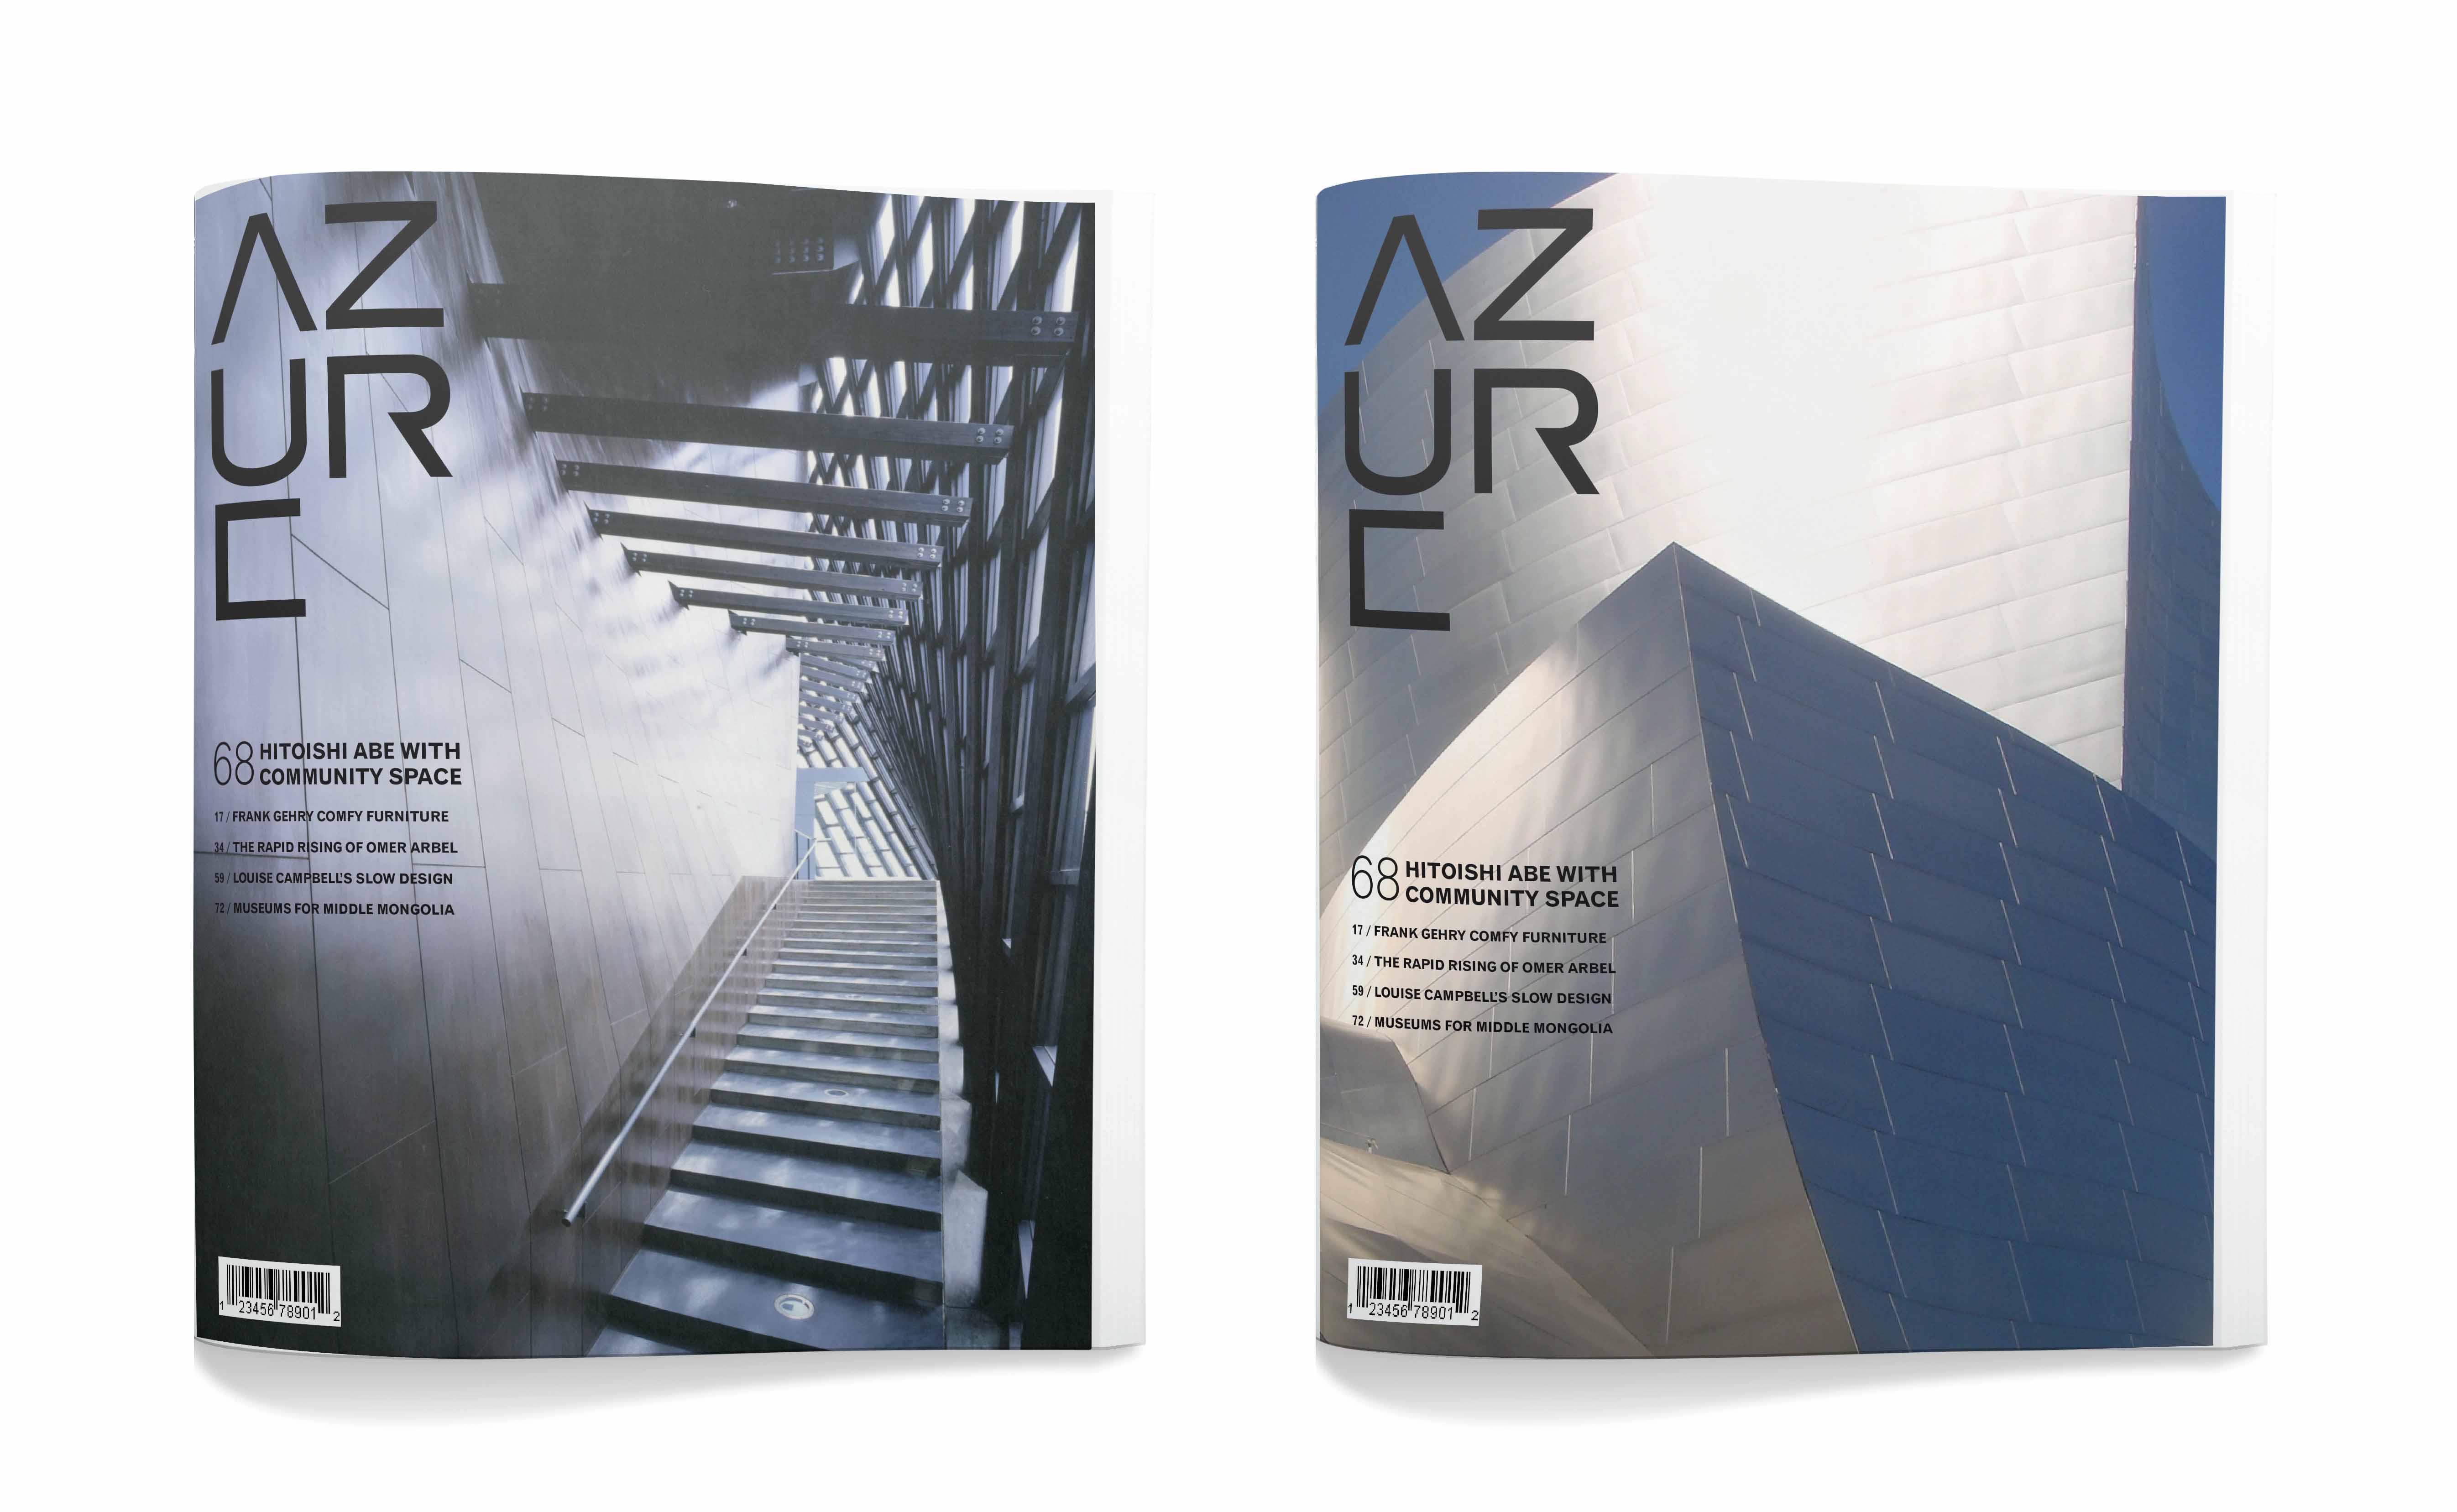 AZ
UR
E
68 HITOISHI ABE WITH
COMMUNITY SPACE
17 / FRANK GEHRY COMFY FURNITURE
34 / THE RAPID RISING OF OMER ARBEL
59 / LOUISE CAMPBELL'S SLOW DESIGN
72 / MUSEUMS FOR MIDDLE MONGOLIA
1 23456 78901 2
AZ
UR
E
68 HITOISHI ABE WITH
COMMUNITY SPACE
17 / FRANK GEHRY COMFY FURNITURE
34 / THE RAPID RISING OF OMER ARBEL
59 / LOUISE CAMPBELL'S SLOW DESIGN
72 / MUSEUMS FOR MIDDLE MONGOLIA
1 23456 78901 2